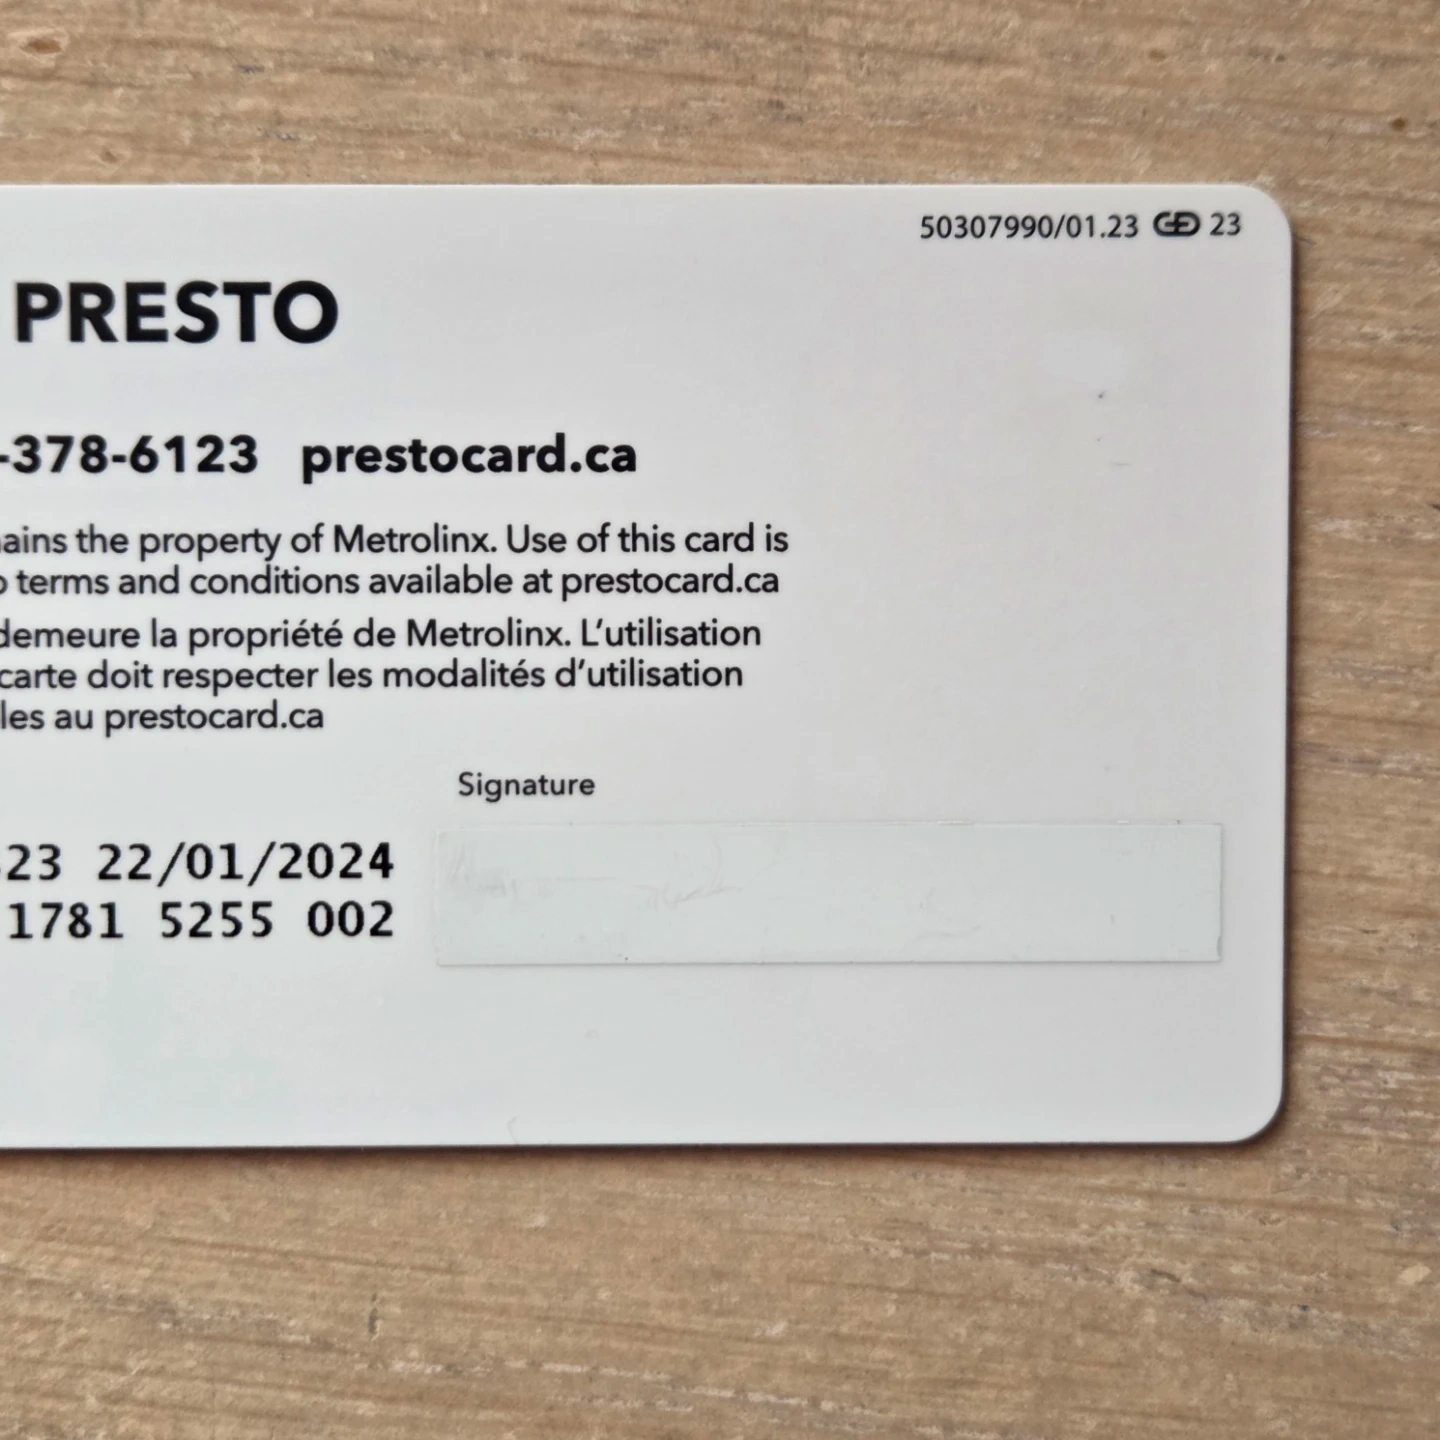 50307990/01.23 23
PRESTO
-378-6123 prestocard.ca
ains the property of Metrolinx. Use of this card is
o terms and conditions available at prestocard.ca
demeure la propriété de Metrolinx. L’utilisation
carte doit respecter les modalités d’utilisation
les au prestocard.ca
Signature
23 22/01/2024
1781 5255 002